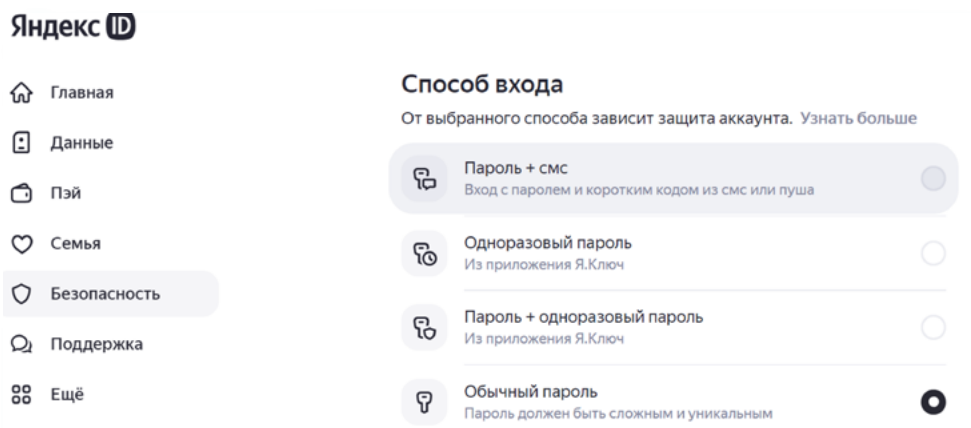 Яндекс ID
Главная
Данные
Пэй
Семья
Безопасность
Поддержка
Ещё
Способ входа
От выбранного способа зависит защита аккаунта. Узнать больше
Пароль + смс
Вход с паролем и коротким кодом из смс или пуша
Одноразовый пароль
Из приложения Я.Ключ
Пароль + одноразовый пароль
Из приложения Я.Ключ
Обычный пароль
Пароль должен быть сложным и уникальным